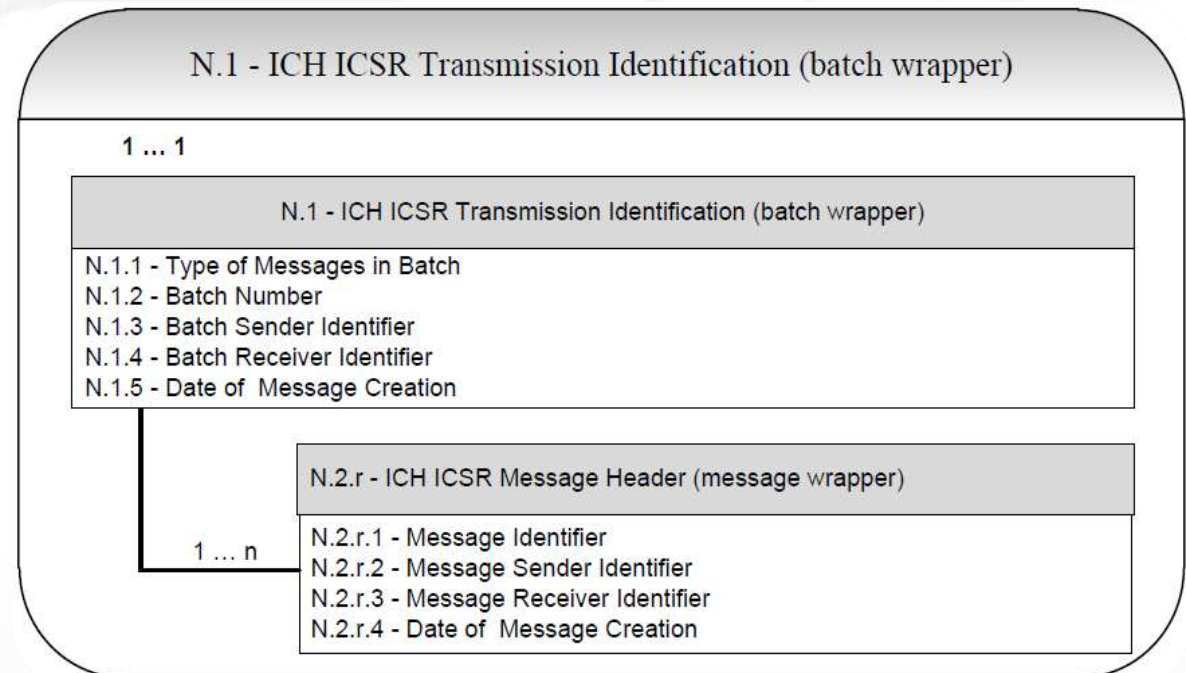 N.1 - ICH ICSR Transmission Identification (batch wrapper)
1 ... 1
N.1 - ICH ICSR Transmission Identification (batch wrapper)
N.1.1 - Type of Messages in Batch
N.1.2 - Batch Number
N.1.3 - Batch Sender Identifier
N.1.4 - Batch Receiver Identifier
N.1.5 - Date of Message Creation
N.2.r - ICH ICSR Message Header (message wrapper)
1 ... n
N.2.r.1 - Message Identifier
N.2.r.2 - Message Sender Identifier
N.2.r.3 - Message Receiver Identifier
N.2.r.4 - Date of Message Creation